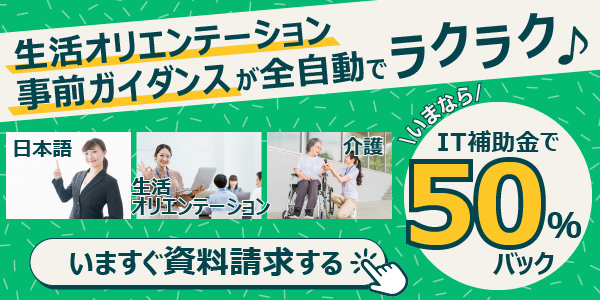 生活オリエンテーション
事前ガイダンスが全自動でラクラク♪
日本語
生活
オリエンテーション
介護
\いまなら/
IT補助金で
50%
バック
いますぐ資料請求する